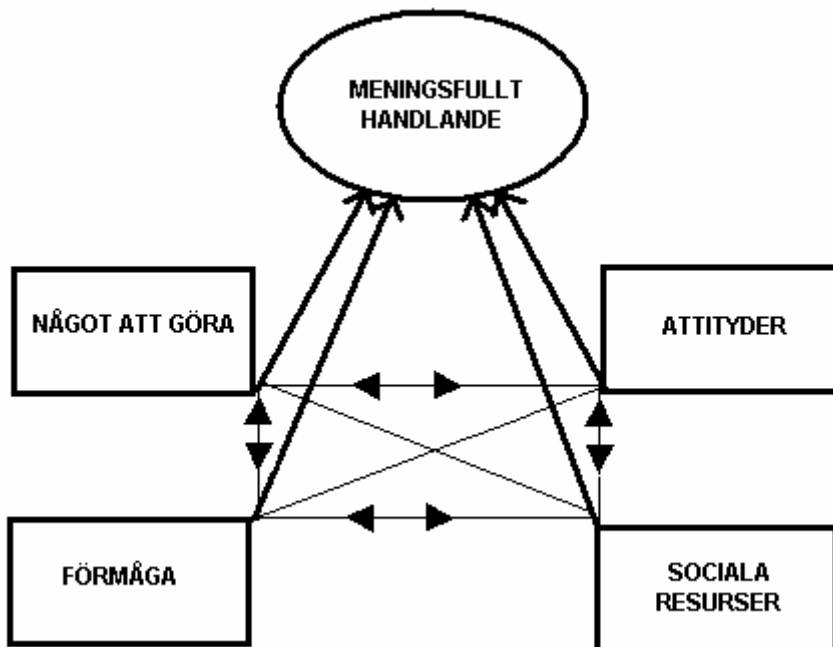 MENINGSFULLT
HANDLANDE
NÅGOT ATT GÖRA
ATTITYDER
FÖRMÅGA
SOCIALA
RESURSER